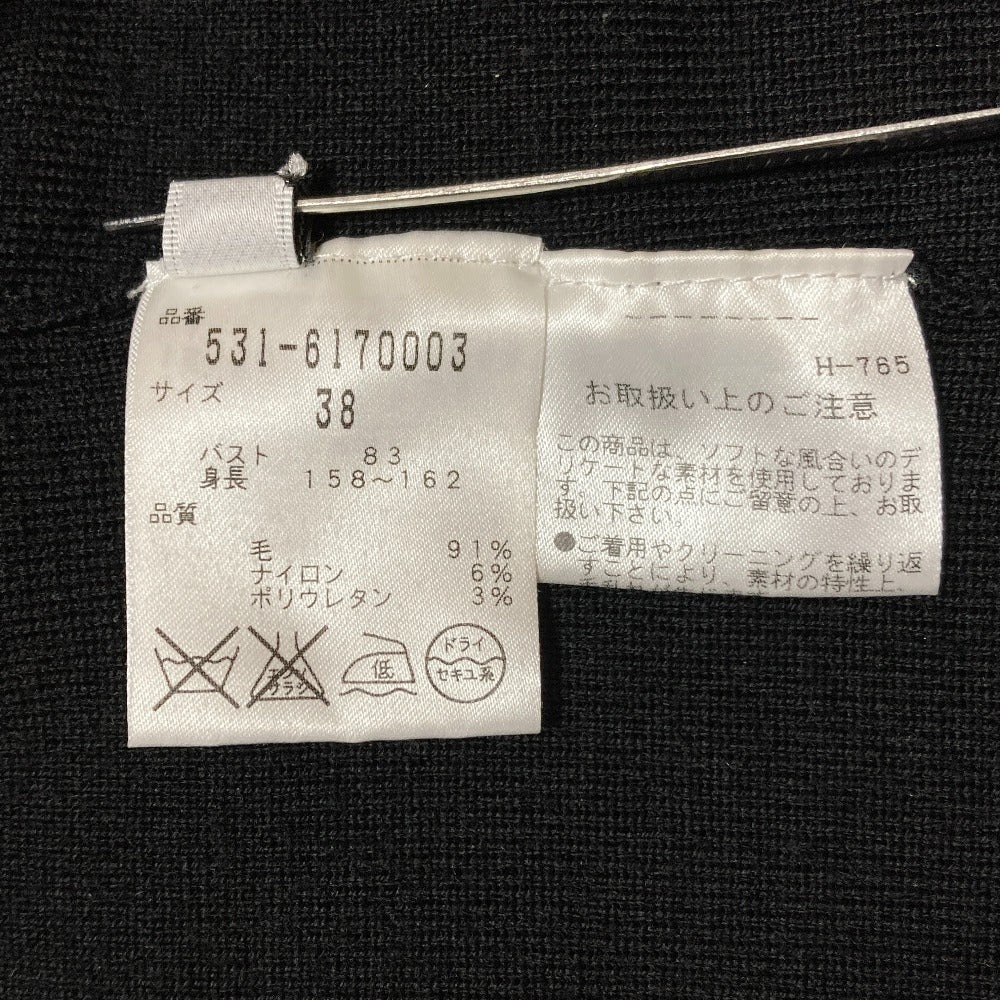 品番
531-6170003
サイズ
38
バスト 83
身長 158～162
品質
毛 91%
ナイロン 6%
ポリウレタン 3%
エンソ
サラシ
低
ドライ
セキユ系
H-765
お取扱い上のご注意
この商品は、ソフトな風合いのデ
リケートな素材を使用しておりま
す。下記の点にご留意の上、お取
扱い下さい。
●ご着用やクリーニングを繰り返
すことにより、素材の特性上、